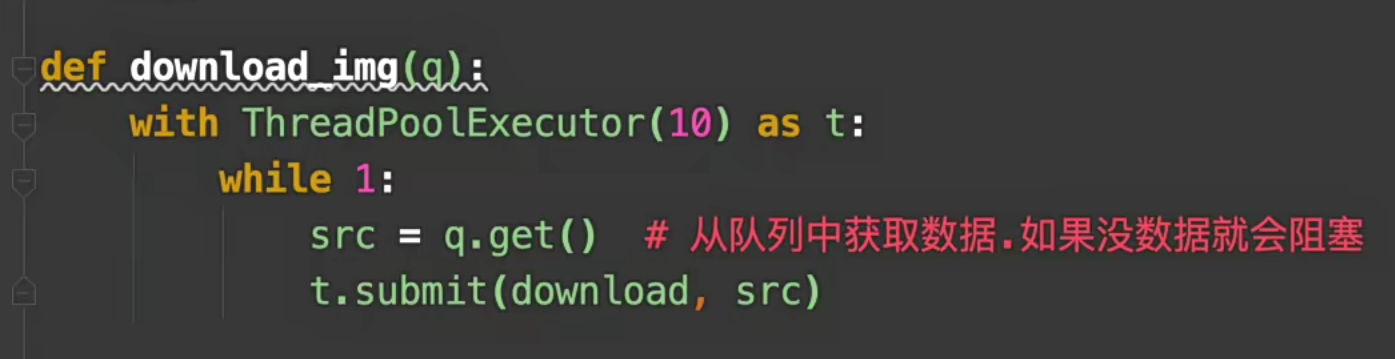 def download_img(q):
with ThreadPoolExecutor(10) as t:
while 1:
src = q.get() # 从队列中获取数据.如果没数据就会阻塞
t.submit(download, src)